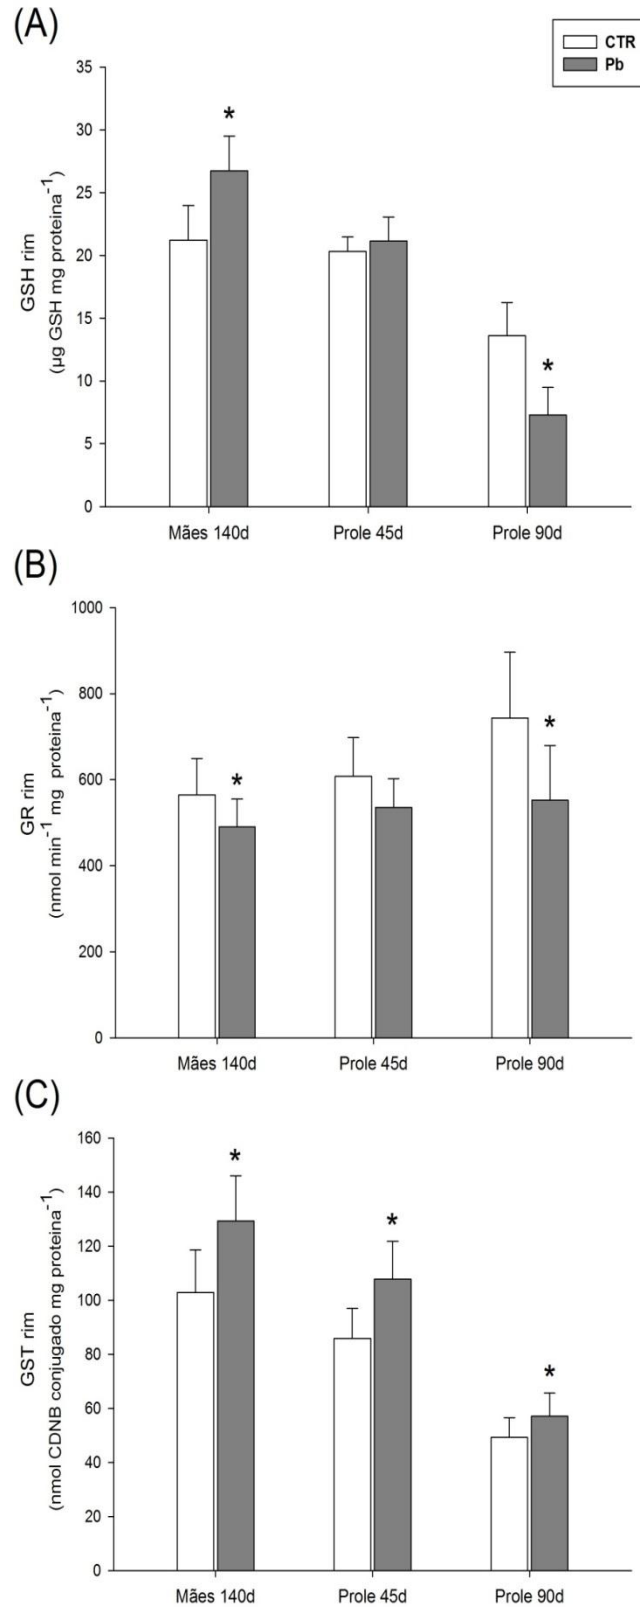 (A)
CTR
Pb
35
30
25
20
15
10
5
0
GSH rim
(µg GSH mg proteina⁻¹)
*
*
Mães 140d Prole 45d Prole 90d
(B)
1000
800
600
400
200
0
GR rim
(nmol min⁻¹ mg proteina⁻¹)
*
*
Mães 140d Prole 45d Prole 90d
(C)
160
140
120
100
80
60
40
20
0
GST rim
(nmol CDNB conjugado mg proteina⁻¹)
*
*
*
Mães 140d Prole 45d Prole 90d